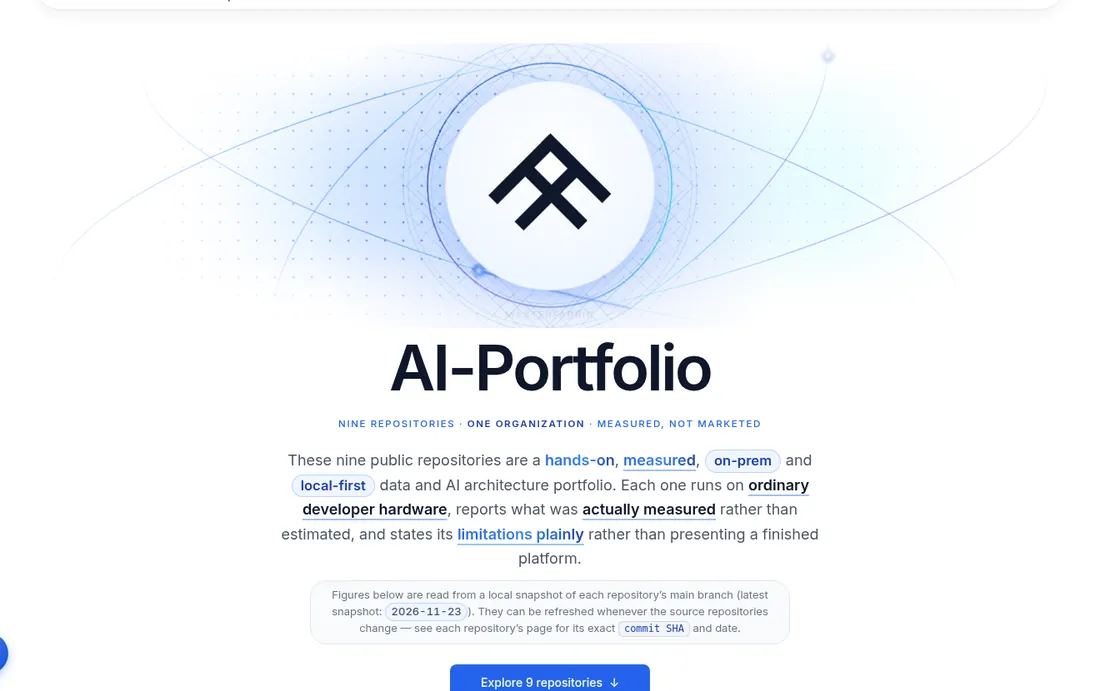 AI-Portfolio
NINE REPOSITORIES · ONE ORGANIZATION · MEASURED, NOT MARKETED
These nine public repositories are a hands-on, measured, on-prem and
local-first data and AI architecture portfolio. Each one runs on ordinary
developer hardware, reports what was actually measured rather than
estimated, and states its limitations plainly rather than presenting a finished
platform.
Figures below are read from a local snapshot of each repository’s main branch (latest
snapshot: 2026-11-23). They can be refreshed whenever the source repositories
change — see each repository’s page for its exact commit SHA and date.
Explore 9 repositories ↓